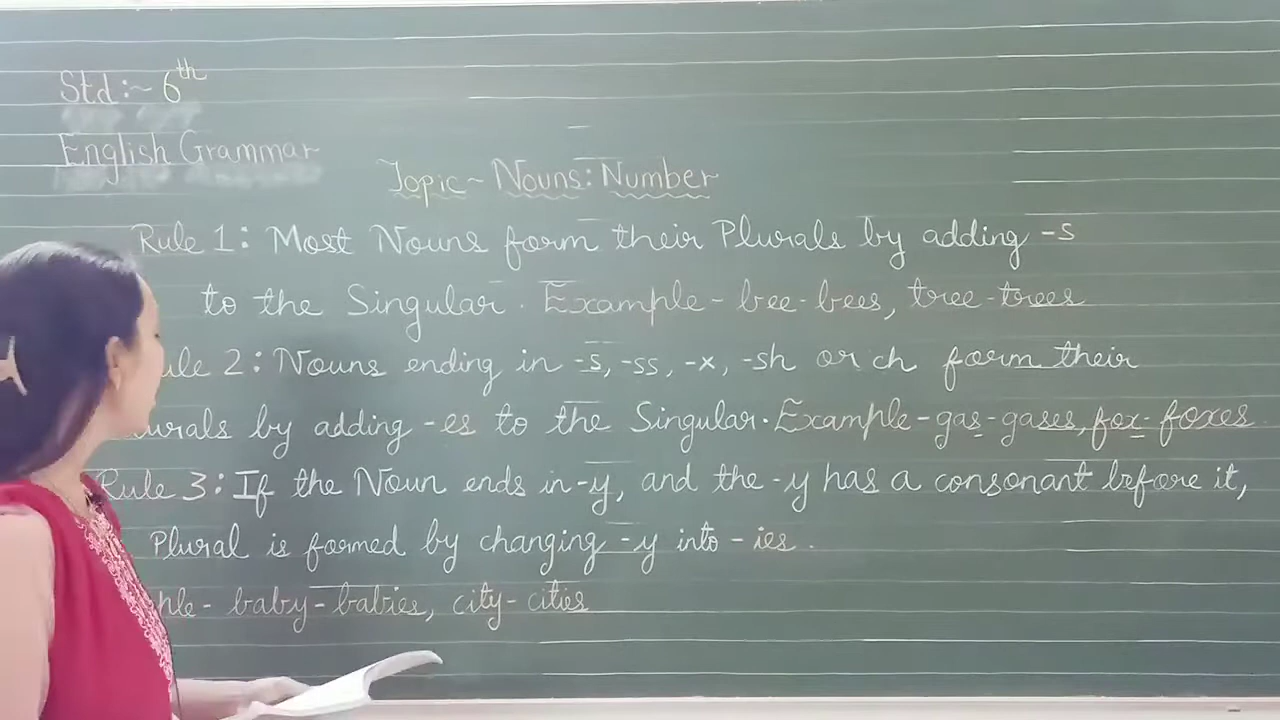 Std :~ 6th
English Grammar
Topic~ Nouns: Number
Rule 1: Most Nouns form their Plurals by adding -s
to the Singular. Example - bee-bees, tree-trees
ule 2: Nouns ending in -s, -ss, -x, -sh or ch form their
urals by adding -es to the Singular. Example - gas - gases, fox - foxes.
Rule 3: If the Noun ends in -y, and the -y has a consonant before it,
Plural is formed by changing -y into - ies.
ple - baby - babies, city - cities